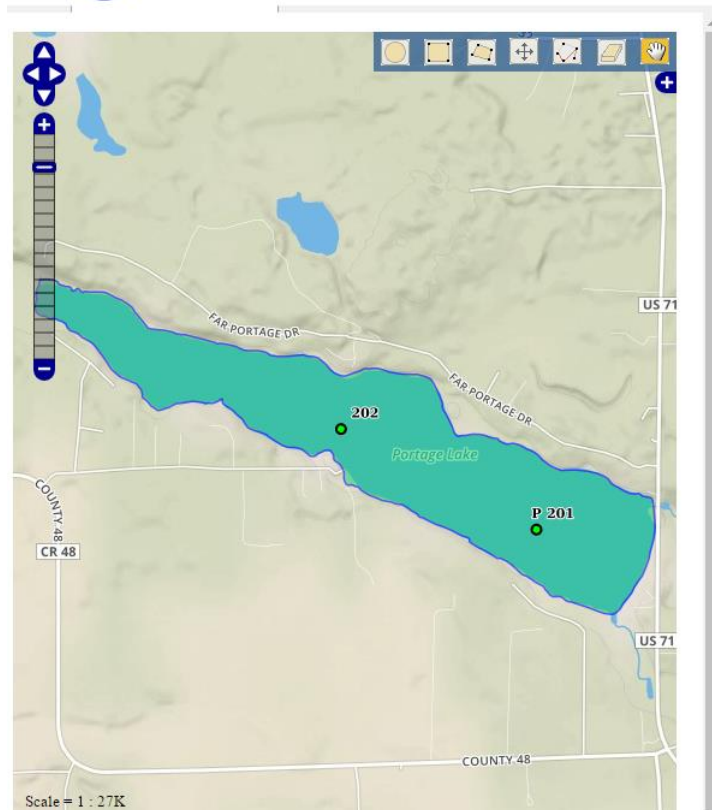 US 71
FAR PORTAGE DR
FAR PORTAGE DR
202
Portage Lake
COUNTY 48
P 201
CR 48
US 71
COUNTY 48
Scale = 1 : 27K